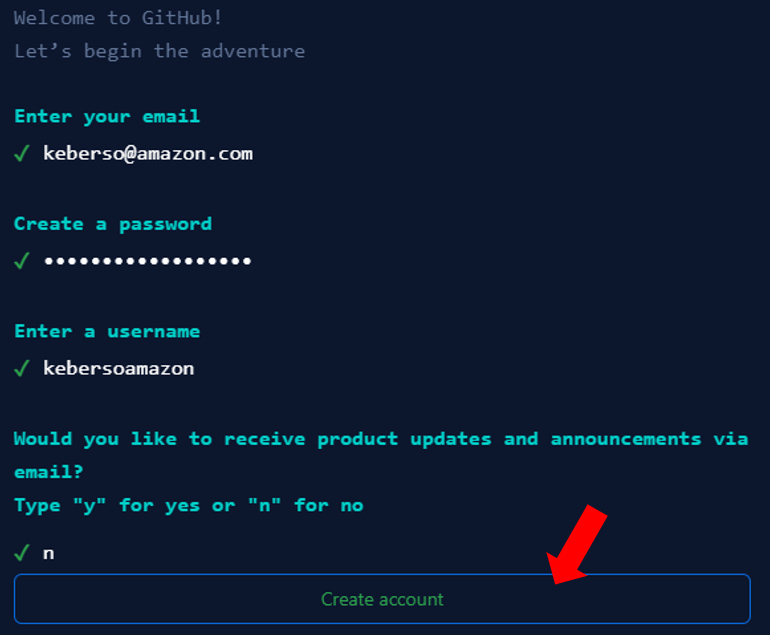 Welcome to GitHub!
Let’s begin the adventure
Enter your email
✓ keberso@amazon.com
Create a password
✓ ••••••••••••••••••
Enter a username
✓ kebersoamazon
Would you like to receive product updates and announcements via
email?
Type "y" for yes or "n" for no
✓ n
Create account